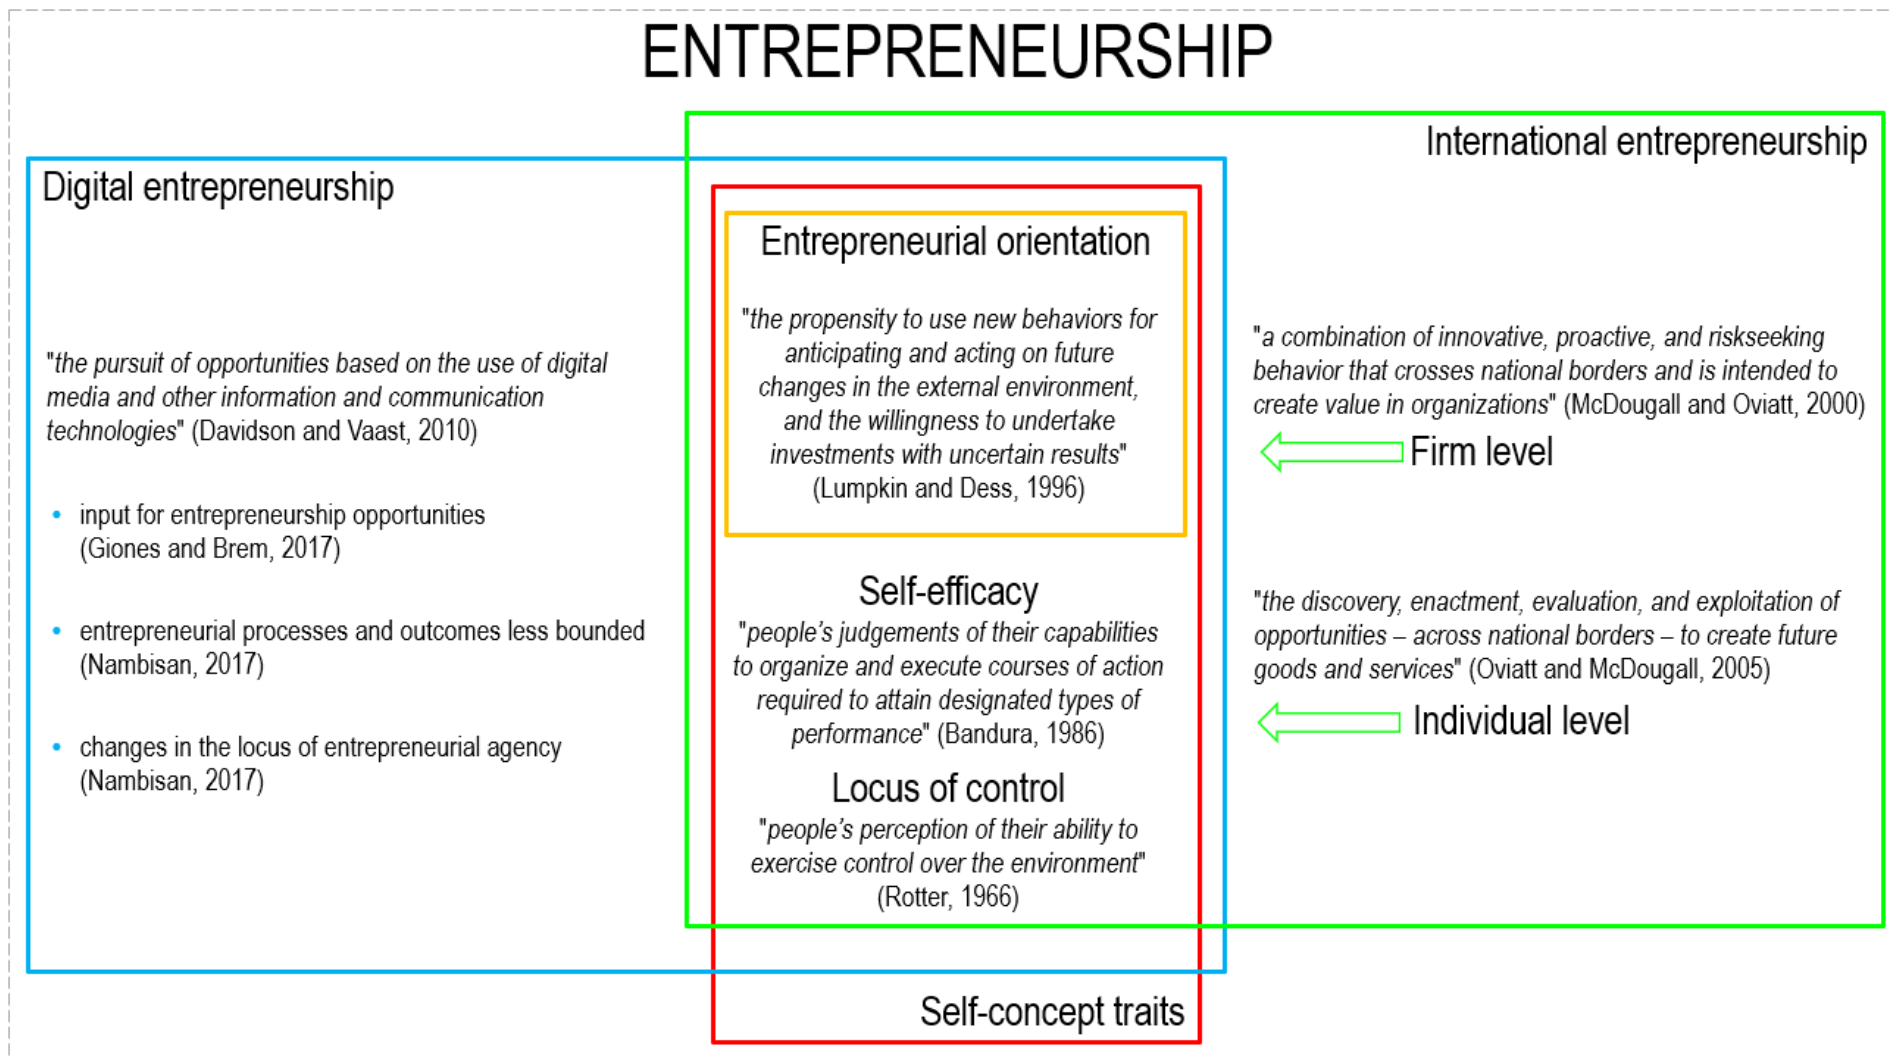 ENTREPRENEURSHIP
International entrepreneurship
Digital entrepreneurship
"the pursuit of opportunities based on the use of digital
media and other information and communication
technologies" (Davidson and Vaast, 2010)
• input for entrepreneurship opportunities
(Giones and Brem, 2017)
• entrepreneurial processes and outcomes less bounded
(Nambisan, 2017)
• changes in the locus of entrepreneurial agency
(Nambisan, 2017)
Entrepreneurial orientation
"the propensity to use new behaviors for
anticipating and acting on future
changes in the external environment,
and the willingness to undertake
investments with uncertain results"
(Lumpkin and Dess, 1996)
Self-efficacy
"people’s judgements of their capabilities
to organize and execute courses of action
required to attain designated types of
performance" (Bandura, 1986)
Locus of control
"people’s perception of their ability to
exercise control over the environment"
(Rotter, 1966)
"a combination of innovative, proactive, and riskseeking
behavior that crosses national borders and is intended to
create value in organizations" (McDougall and Oviatt, 2000)
Firm level
"the discovery, enactment, evaluation, and exploitation of
opportunities – across national borders – to create future
goods and services" (Oviatt and McDougall, 2005)
Individual level
Self-concept traits